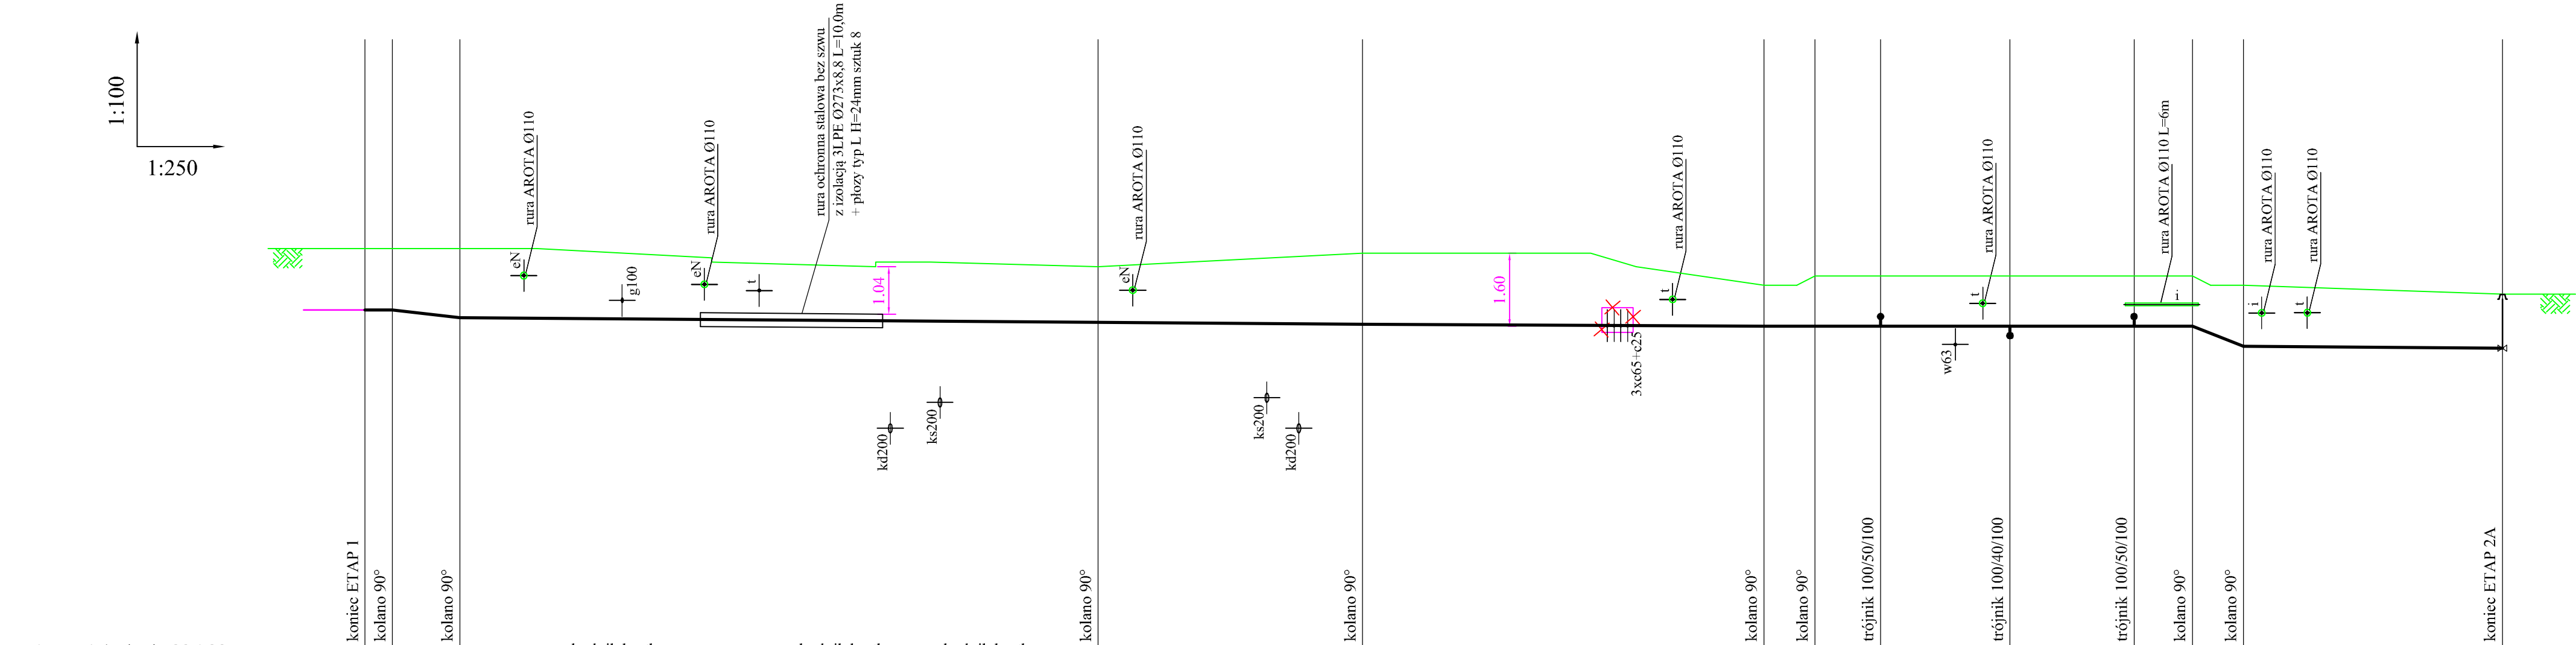 1:100
1:250
rura AROTA Ø110
eN
g100
rura AROTA Ø110
eN
t
rura ochronna stalowa bez szwu
z izolacją 3LPE Ø273x8,8 L=10,0m
+ płozy typ L H=24mm sztuk 8
1.04
kd200
ks200
rura AROTA Ø110
eN
ks200
kd200
1.60
3xc65+c25
rura AROTA Ø110
t
w63
rura AROTA Ø110
t
rura AROTA Ø110 L=6m
i
rura AROTA Ø110
i
rura AROTA Ø110
t
koniec ETAP 1
kolano 90°
kolano 90°
kolano 90°
kolano 90°
kolano 90°
kolano 90°
trójnik 100/50/100
trójnik 100/40/100
trójnik 100/50/100
kolano 90°
kolano 90°
koniec ETAP 2A